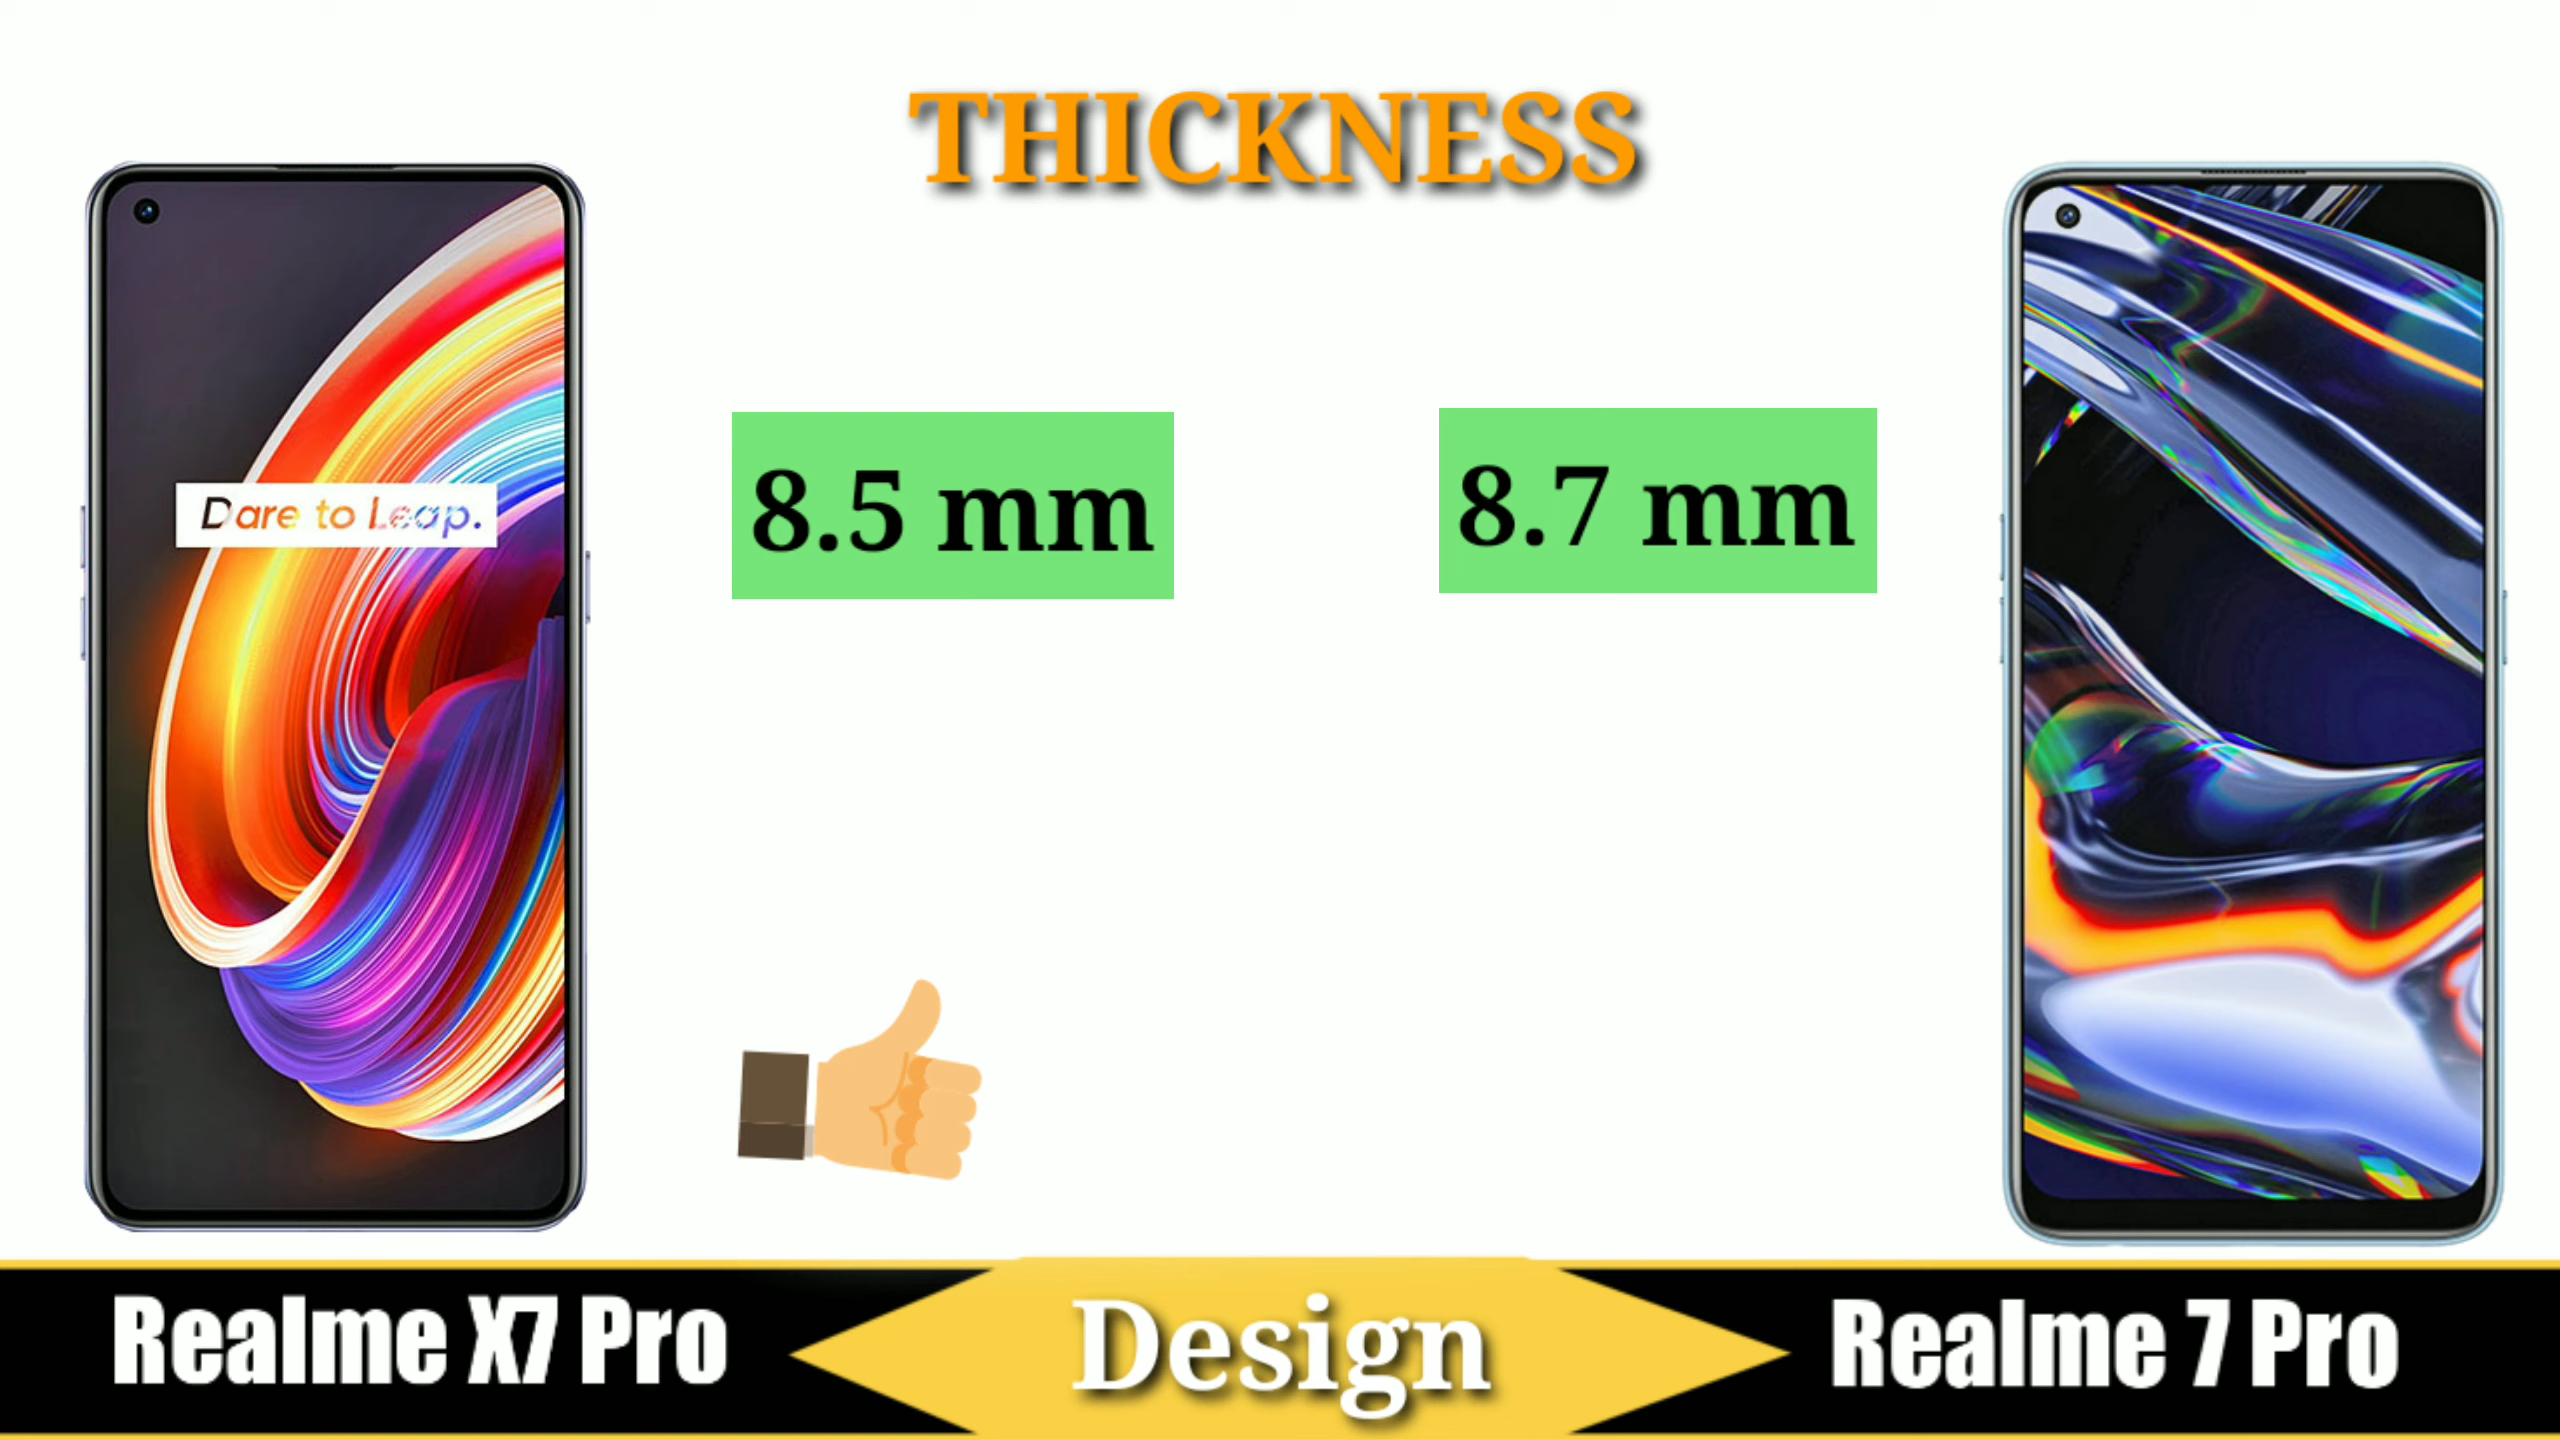 THICKNESS
Dare to Leap.
8.5 mm
8.7 mm
Realme X7 Pro
Design
Realme 7 Pro